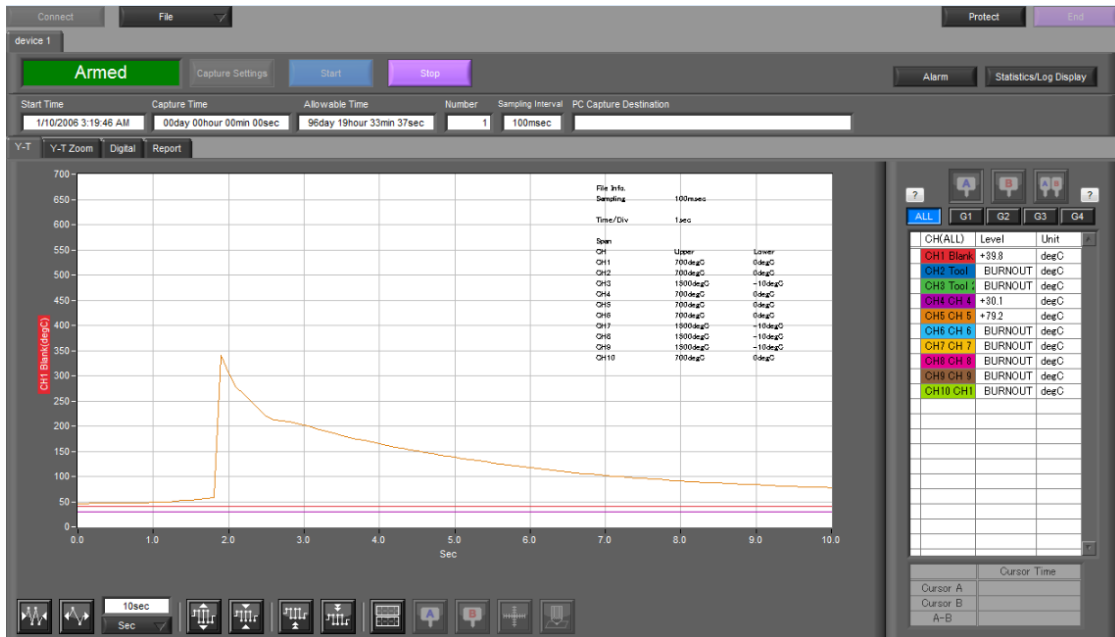 Connect File Protect End
device 1
Armed Capture Settings Start Stop Alarm Statistics/Log Display
Start Time Capture Time Allowable Time Number Sampling Interval PC Capture Destination
1/10/2006 3:19:46 AM 00day 00hour 00min 00sec 96day 19hour 33min 37sec 1 100msec
Y-T Y-T Zoom Digital Report
700
650
600
550
500
450
400
350
300
250
200
150
100
50
0
CH1 Blank(degC)
0.0 1.0 2.0 3.0 4.0 5.0 6.0 7.0 8.0 9.0 10.0
Sec
File Info.
Sampling 100msec
Time/Div 1sec
Span
CH Upper Lower
CH1 700degC 0degC
CH2 700degC 0degC
CH3 1300degC -10degC
CH4 700degC 0degC
CH5 700degC 0degC
CH6 700degC 0degC
CH7 1300degC -10degC
CH8 1300degC -10degC
CH9 1300degC -10degC
CH10 700degC 0degC
? A B A B ?
ALL G1 G2 G3 G4
CH(ALL) Level Unit
CH1 Blank +39.8 degC
CH2 Tool BURNOUT degC
CH3 Tool 2 BURNOUT degC
CH4 CH 4 +30.1 degC
CH5 CH 5 +79.2 degC
CH6 CH 6 BURNOUT degC
CH7 CH 7 BURNOUT degC
CH8 CH 8 BURNOUT degC
CH9 CH 9 BURNOUT degC
CH10 CH1 BURNOUT degC
Cursor Time
Cursor A
Cursor B
A-B
10sec
Sec
A B